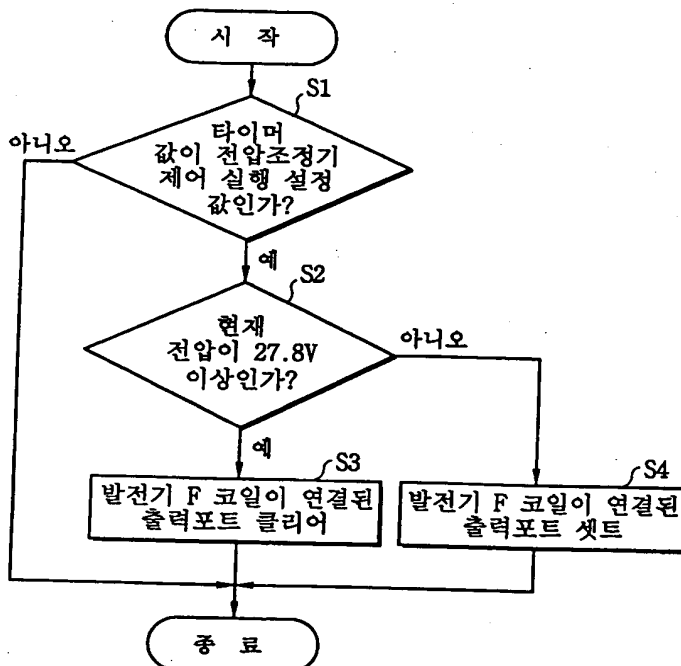 시 작
S1
아니오
타이머
값이 전압조정기
제어 실행 설정
값인가?
예
S2
현재
전압이 27.8V
이상인가?
아니오
예
S3
발전기 F 코일이 연결된
출력포트 클리어
S4
발전기 F 코일이 연결된
출력포트 셋트
종 료